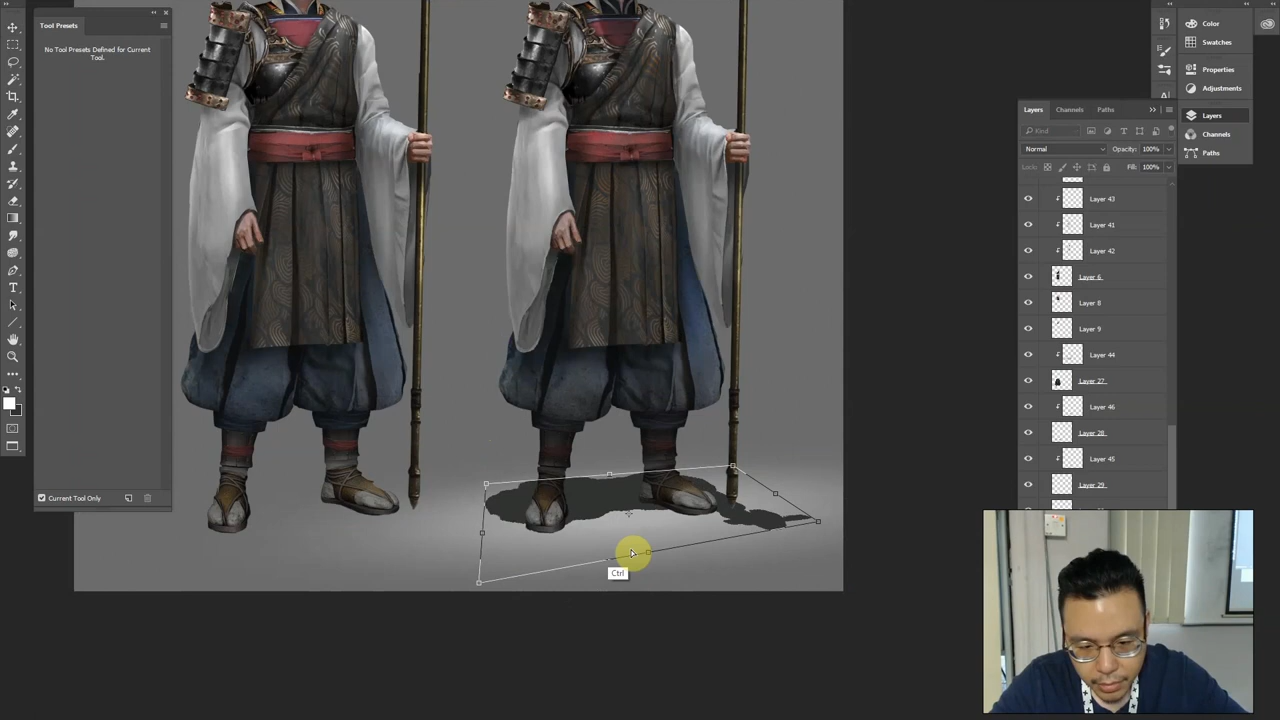 Tool Presets
No Tool Presets Defined for Current
Tool.
Current Tool Only
Ctrl
Color
Swatches
Properties
Adjustments
Layers
Channels
Paths
Layers
Channels
Paths
Kind
Normal
Opacity: 100%
Lock:
Fill: 100%
Layer 43
Layer 41
Layer 42
Layer 6
Layer 8
Layer 9
Layer 44
Layer 27
Layer 46
Layer 28
Layer 45
Layer 29